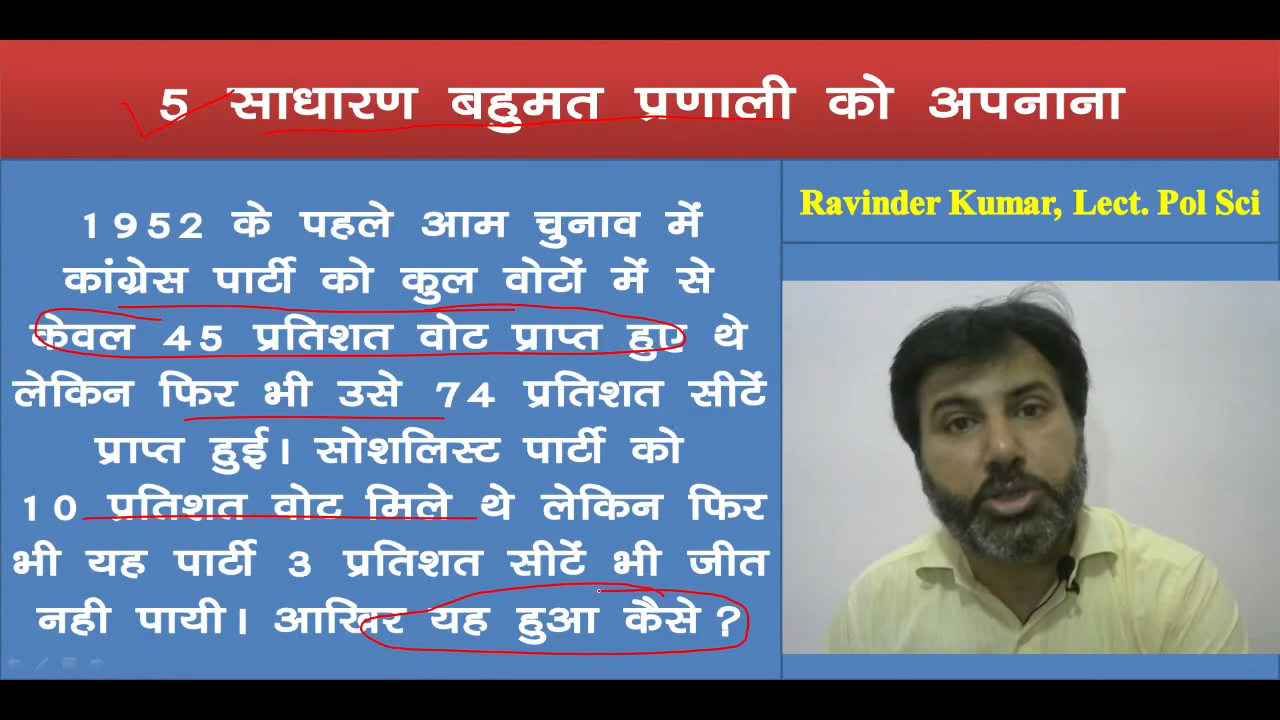 5 साधारण बहुमत प्रणाली को अपनाना
Ravinder Kumar, Lect. Pol Sci
1952 के पहले आम चुनाव में
कांग्रेस पार्टी को कुल वोटों में से
केवल 45 प्रतिशत वोट प्राप्त हुए थे
लेकिन फिर भी उसे 74 प्रतिशत सीटें
प्राप्त हुई। सोशलिस्ट पार्टी को
10 प्रतिशत वोट मिले थे लेकिन फिर
भी यह पार्टी 3 प्रतिशत सीटें भी जीत
नही पायी। आखिर यह हुआ कैसे?